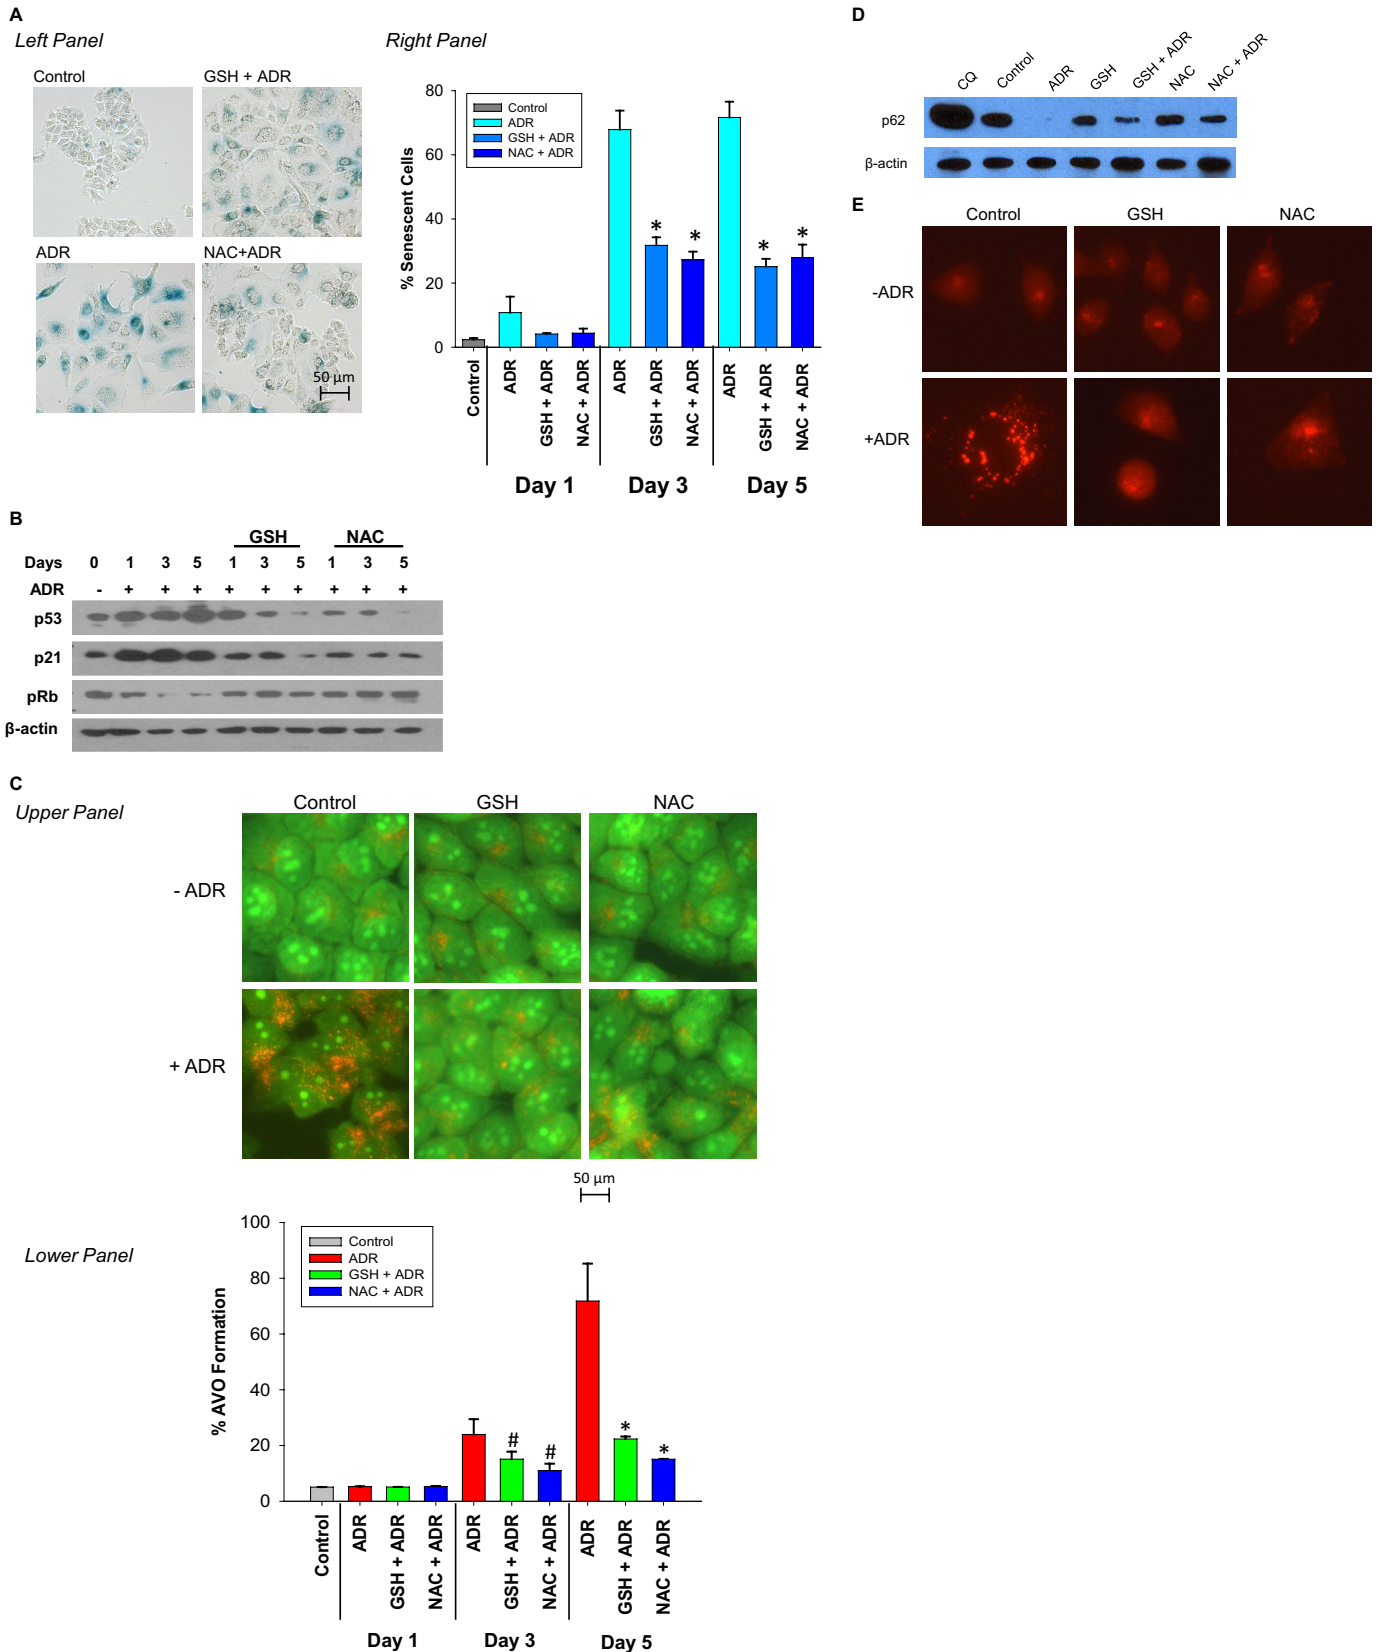 A
Left Panel
Control
GSH + ADR
ADR
NAC+ADR
50 µm
Right Panel
80
60
40
20
0
% Senescent Cells
Control
ADR
GSH + ADR
NAC + ADR
*
*
*
*
Control
ADR
GSH + ADR
NAC + ADR
ADR
GSH + ADR
NAC + ADR
ADR
GSH + ADR
NAC + ADR
Day 1
Day 3
Day 5
B
GSH
NAC
Days 0 1 3 5 1 3 5 1 3 5
ADR - + + + + + + + + +
p53
p21
pRb
β-actin
C
Upper Panel
Control
GSH
NAC
- ADR
+ ADR
50 µm
Lower Panel
100
80
60
40
20
0
% AVO Formation
Control
ADR
GSH + ADR
NAC + ADR
#
#
*
*
Control
ADR
GSH + ADR
NAC + ADR
ADR
GSH + ADR
NAC + ADR
ADR
GSH + ADR
NAC + ADR
Day 1
Day 3
Day 5
D
CQ
Control
ADR
GSH
GSH + ADR
NAC
NAC + ADR
p62
β-actin
E
Control
GSH
NAC
-ADR
+ADR